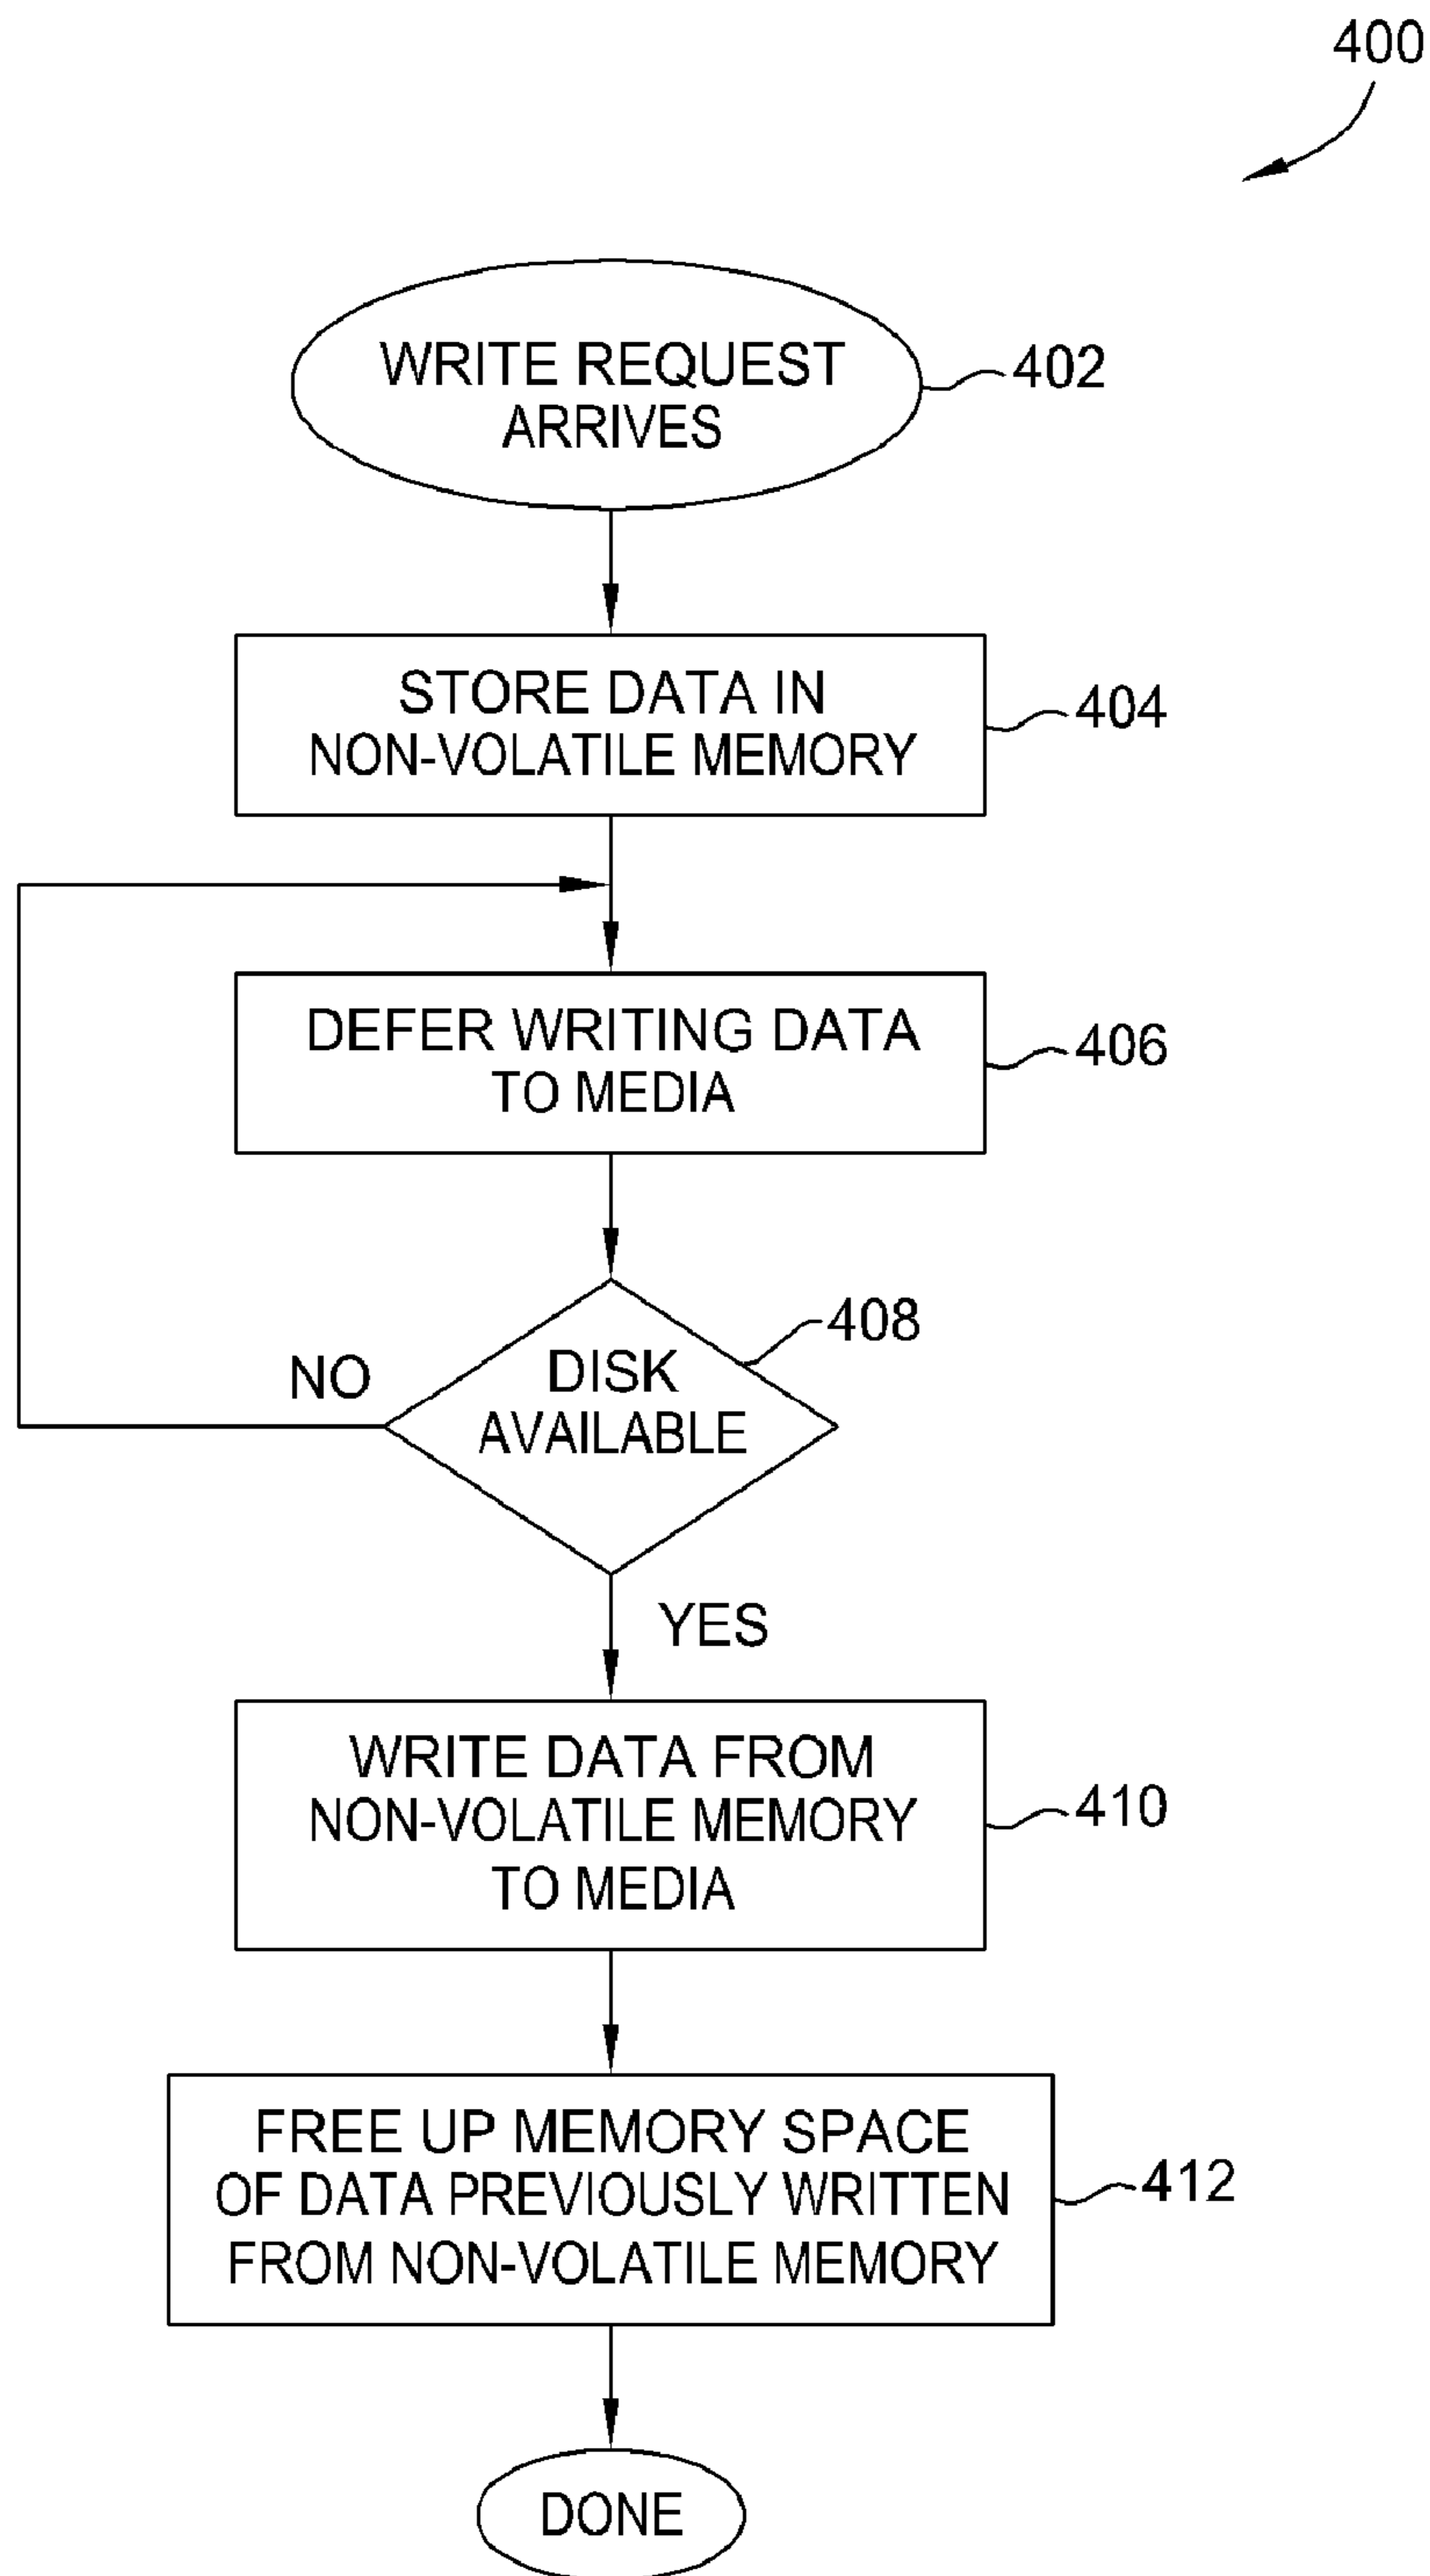 400
WRITE REQUEST
ARRIVES
402
STORE DATA IN
NON-VOLATILE MEMORY
404
DEFER WRITING DATA
TO MEDIA
406
408
DISK
AVAILABLE
NO
YES
WRITE DATA FROM
NON-VOLATILE MEMORY
TO MEDIA
410
FREE UP MEMORY SPACE
OF DATA PREVIOUSLY WRITTEN
FROM NON-VOLATILE MEMORY
412
DONE